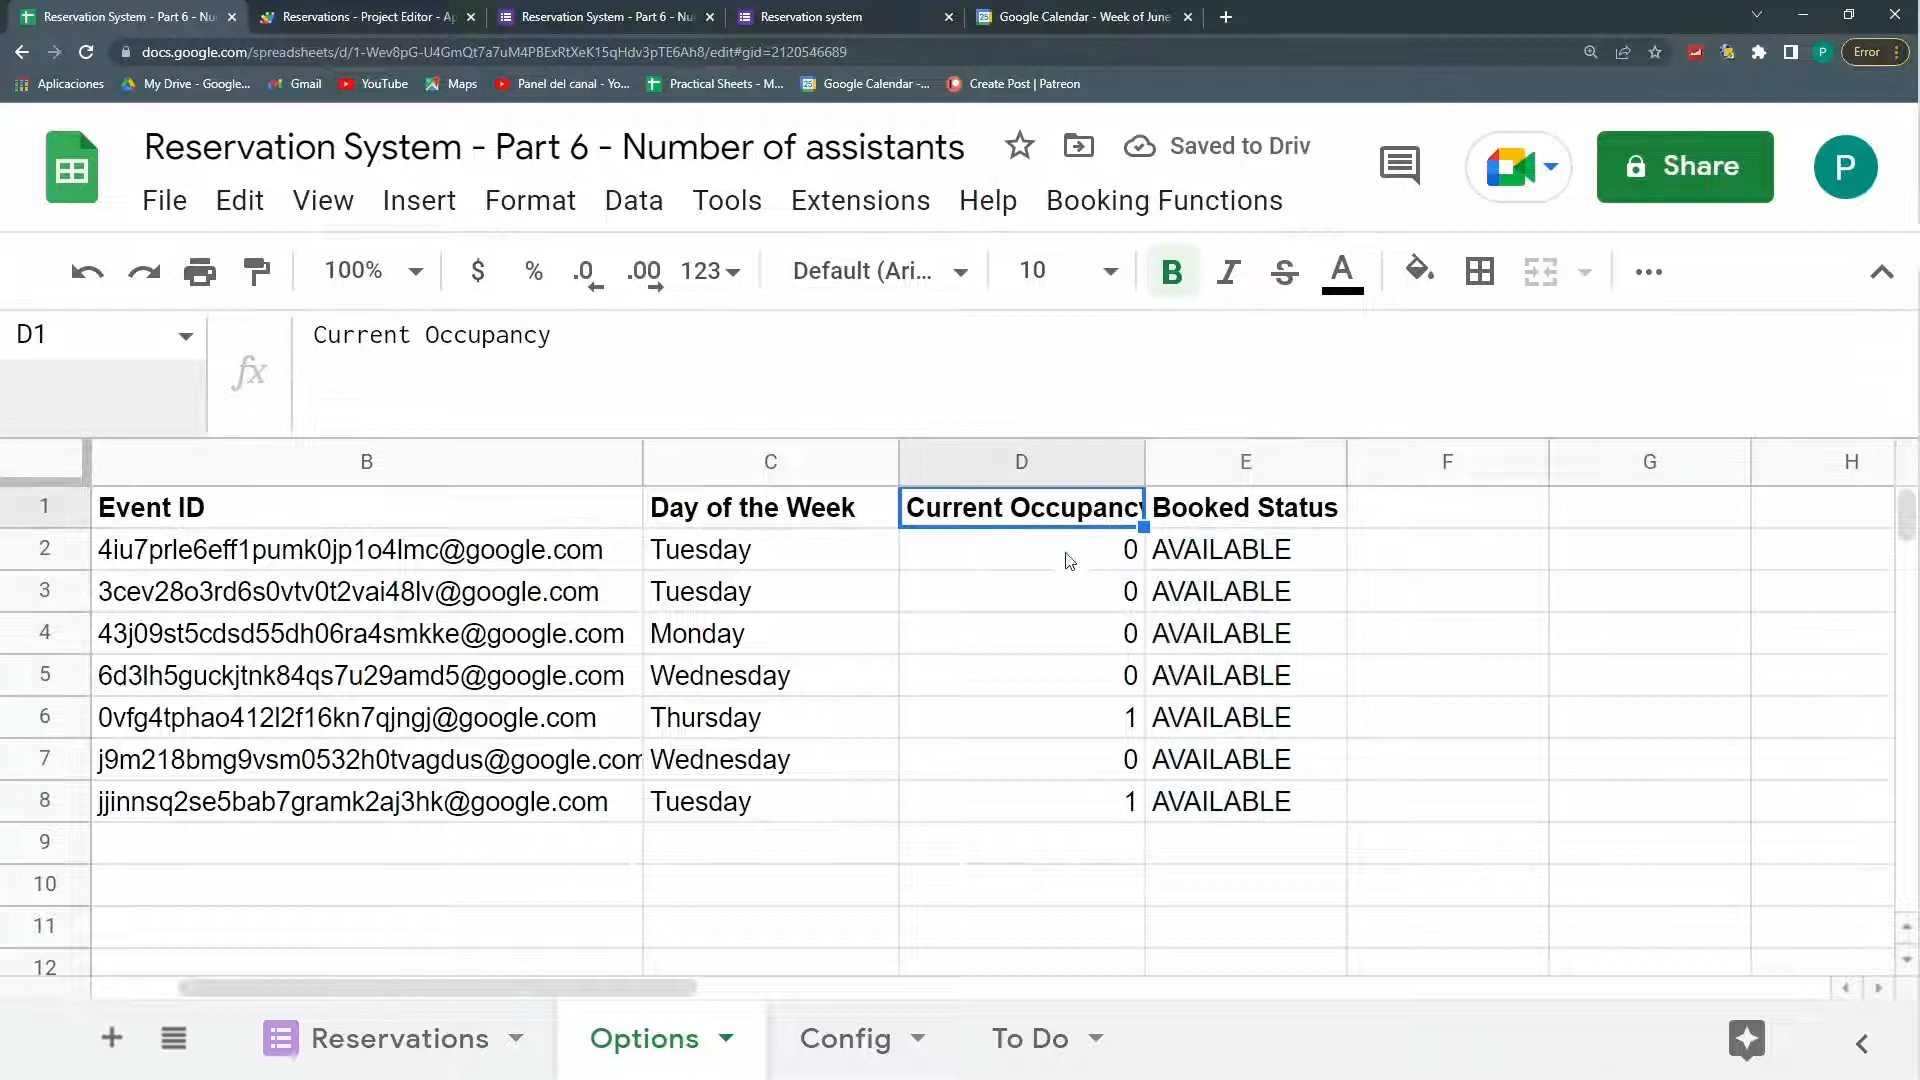 Reservation System - Part 6 - Nu
Reservations - Project Editor - Ap
Reservation System - Part 6 - Nu
Reservation system
Google Calendar - Week of June
docs.google.com/spreadsheets/d/1-Wev8pG-U4GmQt7a7uM4PBExRtXeK15qHdv3pTE6Ah8/edit#gid=2120546689
P
Error
Aplicaciones
My Drive - Google...
Gmail
YouTube
Maps
Panel del canal - Yo...
Practical Sheets - M...
Google Calendar -...
Create Post | Patreon
Reservation System - Part 6 - Number of assistants
Saved to Driv
Share
P
File Edit View Insert Format Data Tools Extensions Help Booking Functions
100% $ % .0 .00 123 Default (Ari... 10 B I S A
D1 fx Current Occupancy
B C D E F G H
1 Event ID Day of the Week Current Occupancy Booked Status
2 4iu7prle6eff1pumk0jp1o4lmc@google.com Tuesday 0 AVAILABLE
3 3cev28o3rd6s0vtv0t2vai48lv@google.com Tuesday 0 AVAILABLE
4 43j09st5cdsd55dh06ra4smkke@google.com Monday 0 AVAILABLE
5 6d3lh5guckjtnk84qs7u29amd5@google.com Wednesday 0 AVAILABLE
6 0vfg4tphao412l2f16kn7qjngj@google.com Thursday 1 AVAILABLE
7 j9m218bmg9vsm0532h0tvagdus@google.com Wednesday 0 AVAILABLE
8 jjinnsq2se5bab7gramk2aj3hk@google.com Tuesday 1 AVAILABLE
9
10
11
12
Reservations Options Config To Do